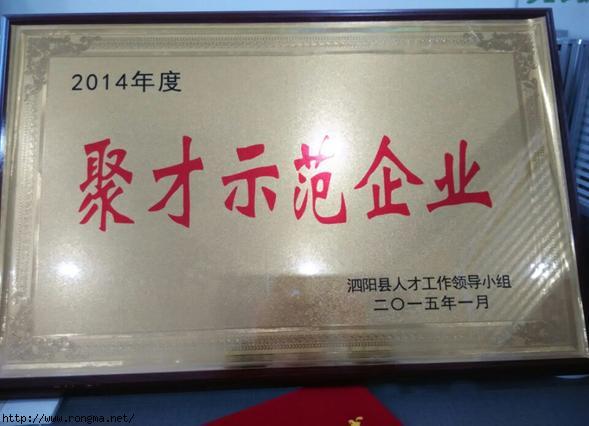 2014年度
聚才示范企业
泗阳县人才工作领导小组
二〇一五年一月
http://www.rongma.net/